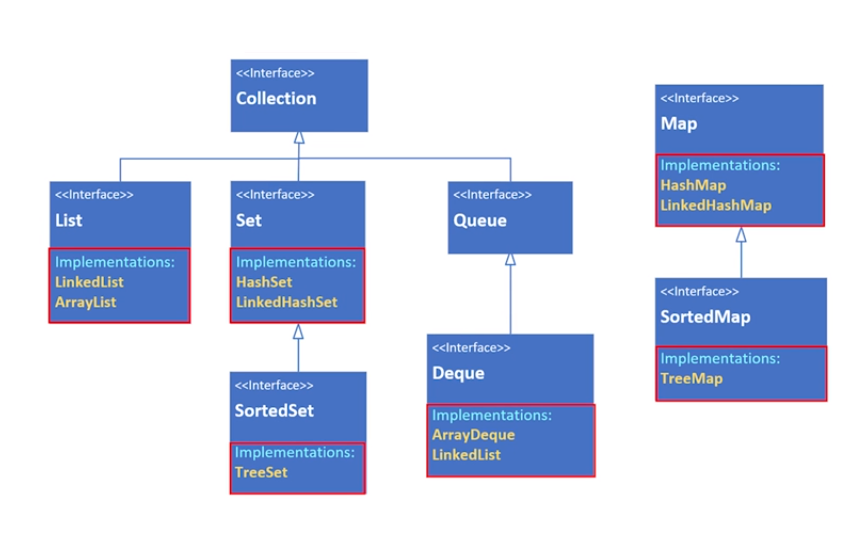 <<Interface>>
Collection
<<Interface>>
List
Implementations:
LinkedList
ArrayList
<<Interface>>
Set
Implementations:
HashSet
LinkedHashSet
<<Interface>>
SortedSet
Implementations:
TreeSet
<<Interface>>
Queue
<<Interface>>
Deque
Implementations:
ArrayDeque
LinkedList
<<Interface>>
Map
Implementations:
HashMap
LinkedHashMap
<<Interface>>
SortedMap
Implementations:
TreeMap